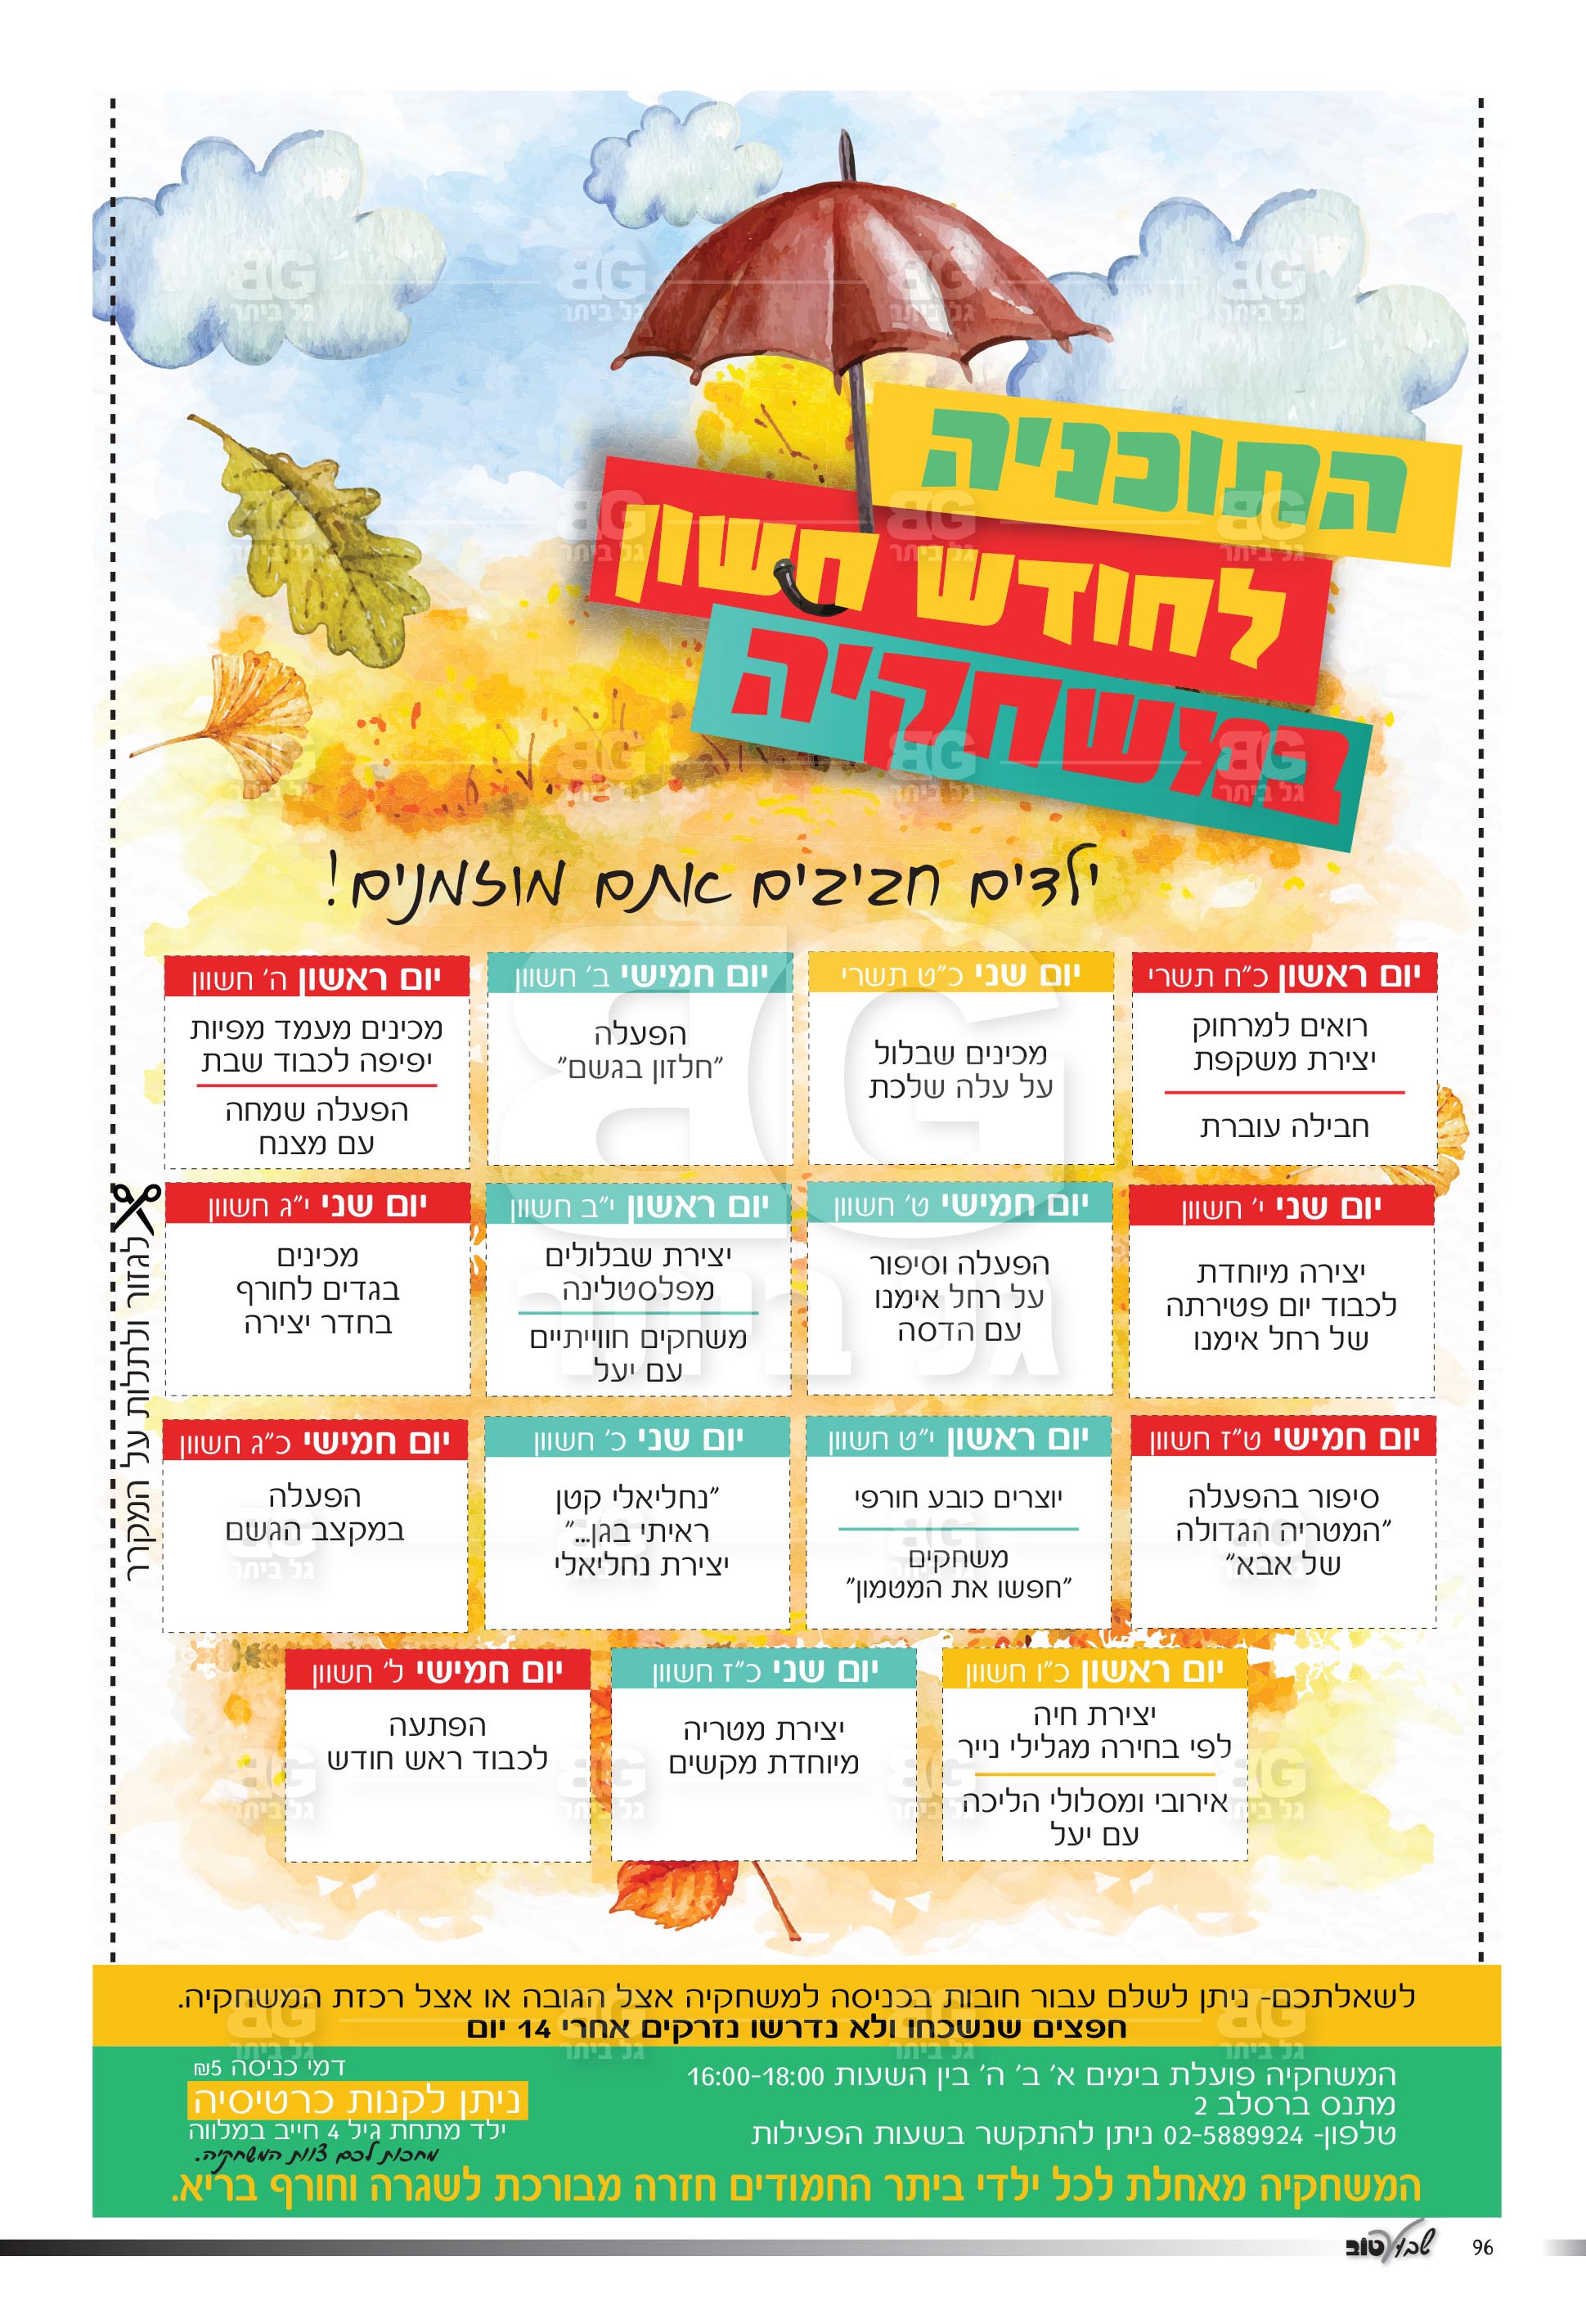 התוכניה
לחודש חשון
במשחקיה
ילדים חביבים אתם מוזמנים!
יום ראשון כ"ח תשרי
רואים למרחוק
יצירת משקפת
חבילה עוברת
יום שני כ"ט תשרי
מכינים שבלול
על עלה שלכת
יום חמישי ב' חשוון
הפעלה
"חלזון בגשם"
יום ראשון ה' חשוון
מכינים מעמד מפיות
יפיפה לכבוד שבת
הפעלה שמחה
עם מצנח
יום שני י' חשוון
יצירה מיוחדת
לכבוד יום פטירתה
של רחל אימנו
יום חמישי ט' חשוון
הפעלה וסיפור
על רחל אימנו
עם הדסה
יום ראשון י"ב חשוון
יצירת שבלולים
מפלסטלינה
משחקים חווייתיים
עם יעל
יום שני י"ג חשוון
מכינים
בגדים לחורף
בחדר יצירה
יום חמישי ט"ז חשוון
סיפור בהפעלה
"המטריה הגדולה
של אבא"
יום ראשון י"ט חשוון
יוצרים כובע חורפי
משחקים
"חפשו את המטמון"
יום שני כ' חשוון
"נחליאלי קטן
ראיתי בגן..."
יצירת נחליאלי
יום חמישי כ"ג חשוון
הפעלה
במקצב הגשם
יום ראשון כ"ו חשוון
יצירת חיה
לפי בחירה מגלילי נייר
אירובי ומסלולי הליכה
עם יעל
יום שני כ"ז חשוון
יצירת מטריה
מיוחדת מקשים
יום חמישי ל' חשוון
הפתעה
לכבוד ראש חודש
לגזור ולתלות על המקרר
לשאלתכם- ניתן לשלם עבור חובות בכניסה למשחקיה אצל הגובה או אצל רכזת המשחקיה.
חפצים שנשכחו ולא נדרשו נזרקים אחרי 14 יום
המשחקיה פועלת בימים א' ב' ה' בין השעות 16:00-18:00
מתנס ברסלב 2
טלפון- 02-5889924 ניתן להתקשר בשעות הפעילות
דמי כניסה 5₪
ניתן לקנות כרטיסיה
ילד מתחת גיל 4 חייב במלווה
מחכות לכם צוות המשחקיה.
המשחקיה מאחלת לכל ילדי ביתר החמודים חזרה מבורכת לשגרה וחורף בריא.
שבוע טוב
96
BG
גל ביתר